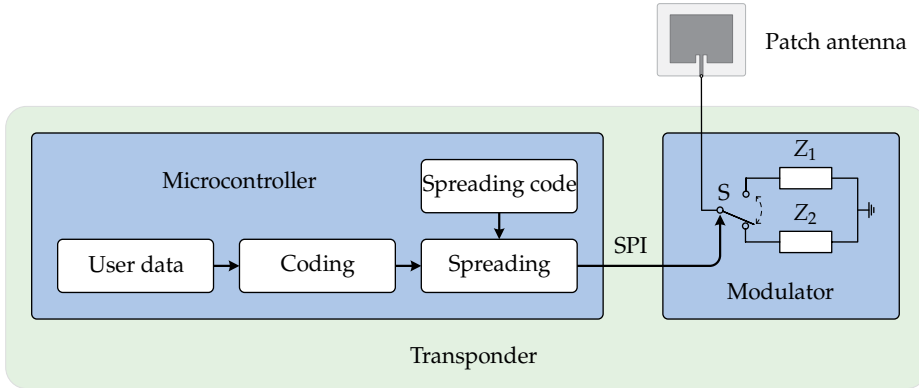 Patch antenna
Microcontroller
Spreading code
User data
Coding
Spreading
SPI
S
Z1
Z2
Modulator
Transponder